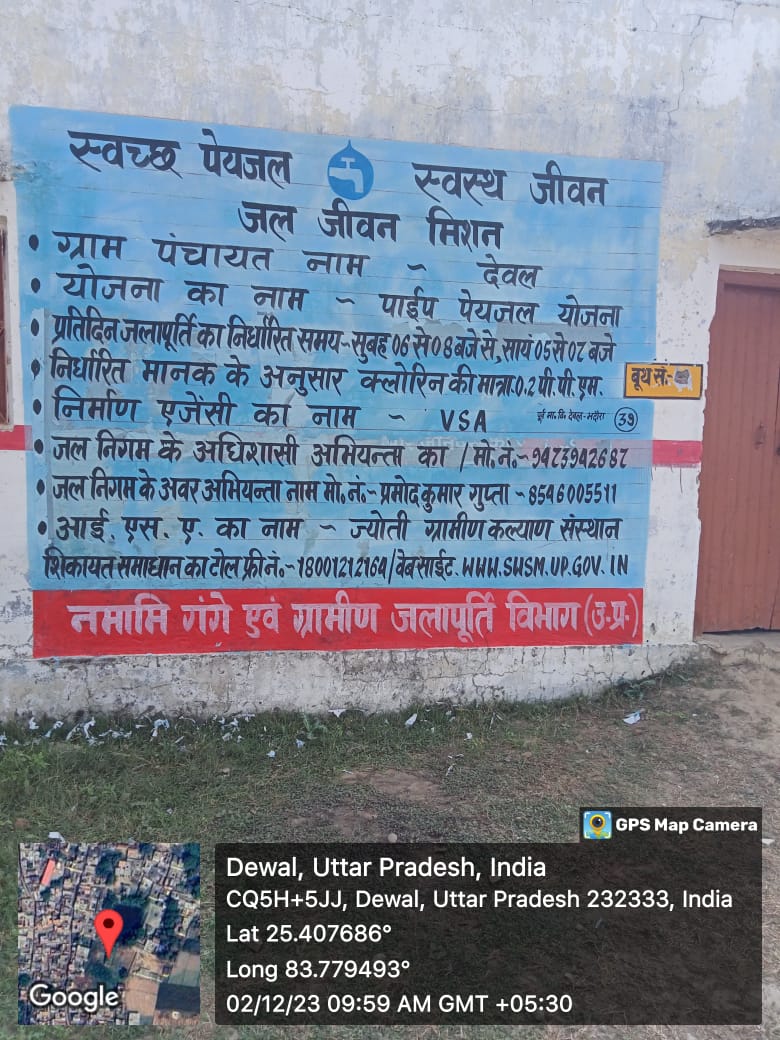 स्वच्छ पेयजल स्वस्थ जीवन
जल जीवन मिशन
• ग्राम पंचायत नाम ~ देवल
• योजना का नाम ~ पाईप पेयजल योजना
• प्रतिदिन जलापूर्ति का निर्धारित समय-सुबह 06 से 08 बजे से, सायं 05 से 07 बजे
• निर्धारित मानक के अनुसार क्लोरिन की मात्रा.0.2 पी.पी.एम.
• निर्माण एजेंसी का नाम ~ VSA
• जल निगम के अधिशासी अभियन्ता का / मो.नं.-9473942687
• जल निगम के अवर अभियन्ता नाम मो.नं.-प्रमोद कुमार गुप्ता -8546005511
• आई. एस. ए. का नाम - ज्योती ग्रामीण कल्याण संस्थान
शिकायत समाधान का टोल फ्री नं.-18001212164/वेबसाईट.WWW.SWSM.UP.GOV.IN
नमामि गंगे एवं ग्रामीण जलापूर्ति विभाग (उ.प्र.)
बूथ सं.-
39
GPS Map Camera
Dewal, Uttar Pradesh, India
CQ5H+5JJ, Dewal, Uttar Pradesh 232333, India
Lat 25.407686°
Long 83.779493°
02/12/23 09:59 AM GMT +05:30
Google